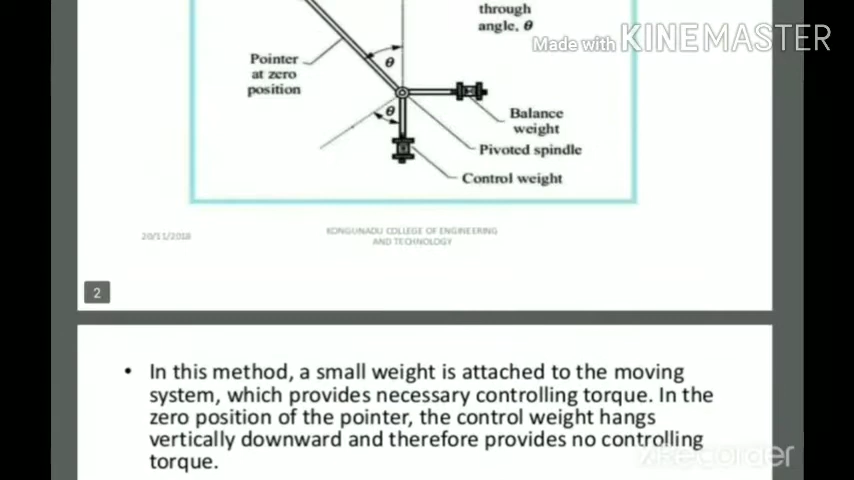 through
angle, θ
Made with KINEMASTER
Pointer
at zero
position
θ
θ
Balance
weight
Pivoted spindle
Control weight
20/11/2018
KONGUNADU COLLEGE OF ENGINEERING
AND TECHNOLOGY
2
• In this method, a small weight is attached to the moving
system, which provides necessary controlling torque. In the
zero position of the pointer, the control weight hangs
vertically downward and therefore provides no controlling
torque.